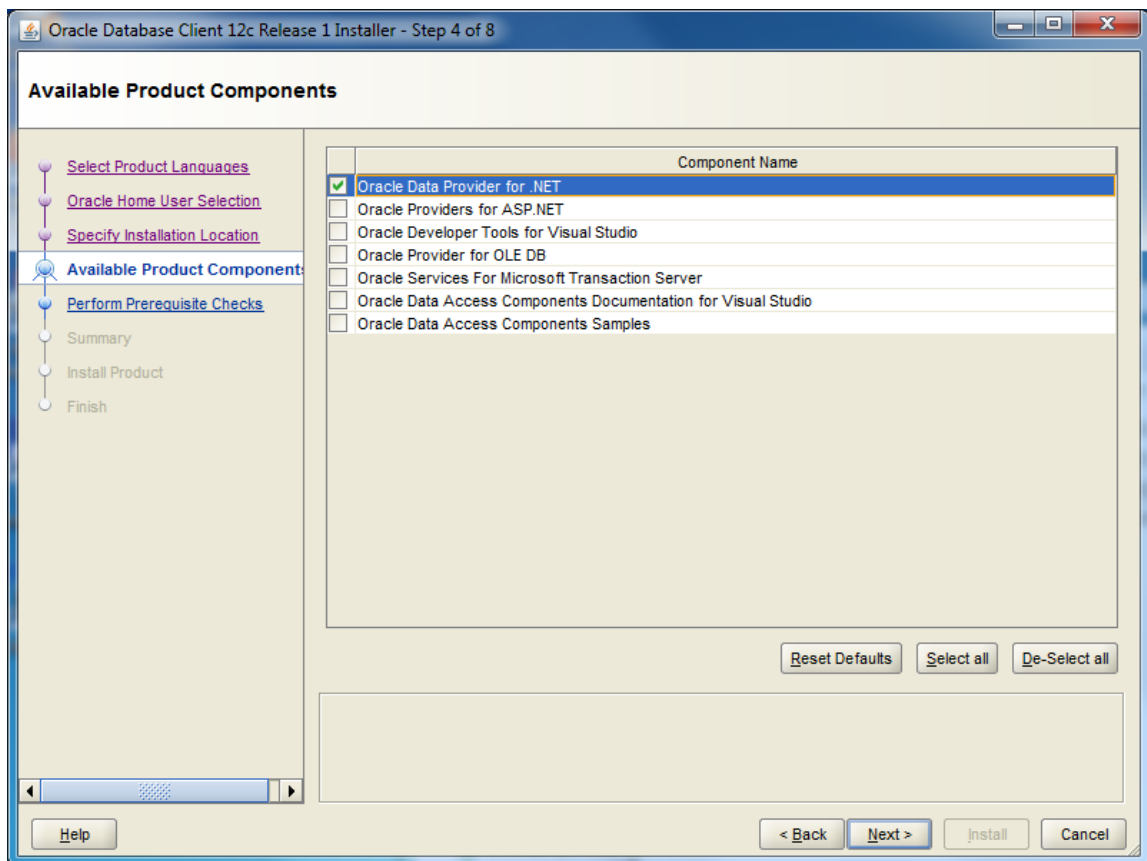 Oracle Database Client 12c Release 1 Installer - Step 4 of 8
Available Product Components
Select Product Languages
Oracle Home User Selection
Specify Installation Location
Available Product Components
Perform Prerequisite Checks
Summary
Install Product
Finish
Component Name
Oracle Data Provider for .NET
Oracle Providers for ASP.NET
Oracle Developer Tools for Visual Studio
Oracle Provider for OLE DB
Oracle Services For Microsoft Transaction Server
Oracle Data Access Components Documentation for Visual Studio
Oracle Data Access Components Samples
Reset Defaults Select all De-Select all
Help < Back Next > Install Cancel